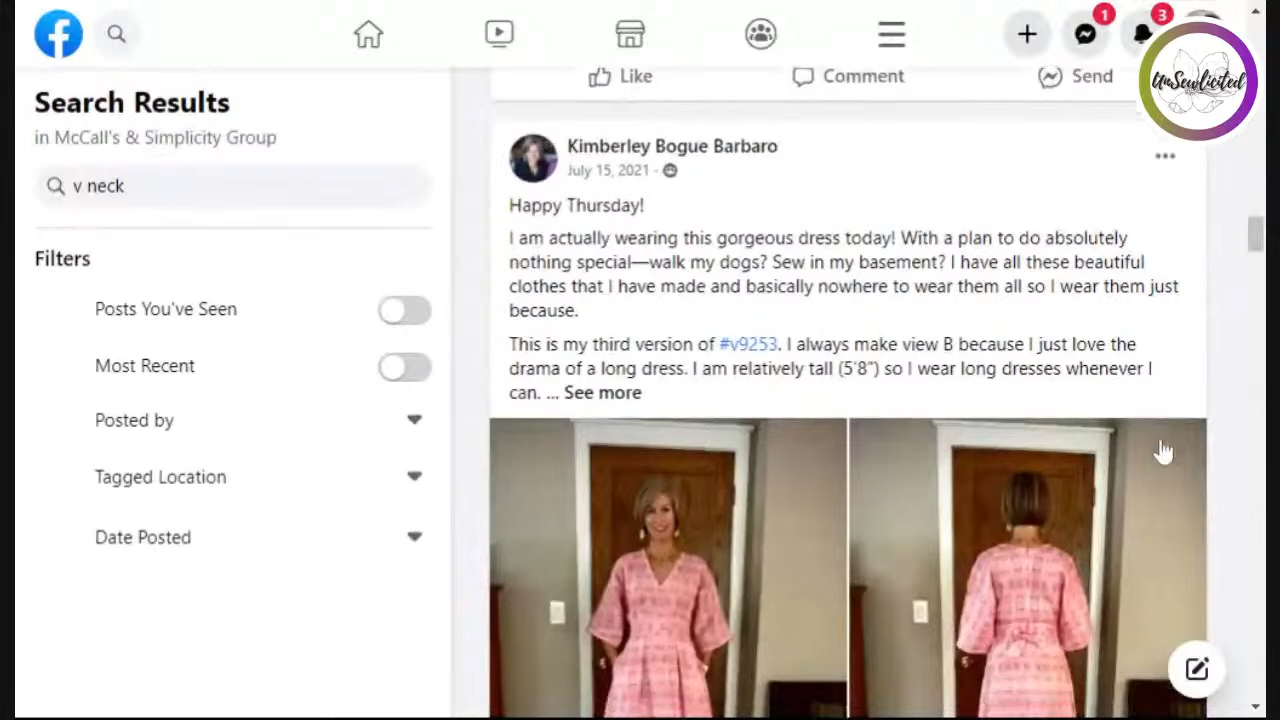 1
3
UnSewlicited
Like
Comment
Send
Search Results
in McCall's & Simplicity Group
v neck
Filters
Posts You've Seen
Most Recent
Posted by
Tagged Location
Date Posted
Kimberley Bogue Barbaro
July 15, 2021 ·
Happy Thursday!
I am actually wearing this gorgeous dress today! With a plan to do absolutely
nothing special—walk my dogs? Sew in my basement? I have all these beautiful
clothes that I have made and basically nowhere to wear them all so I wear them just
because.
This is my third version of #v9253. I always make view B because I just love the
drama of a long dress. I am relatively tall (5'8") so I wear long dresses whenever I
can. ... See more